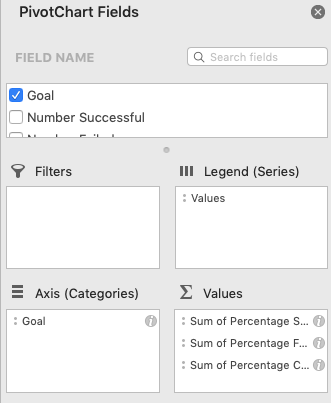 PivotChart Fields
FIELD NAME
Search fields
Goal
Number Successful
Filters
Legend (Series)
Values
Axis (Categories)
Values
Goal
Sum of Percentage S...
Sum of Percentage F...
Sum of Percentage C...